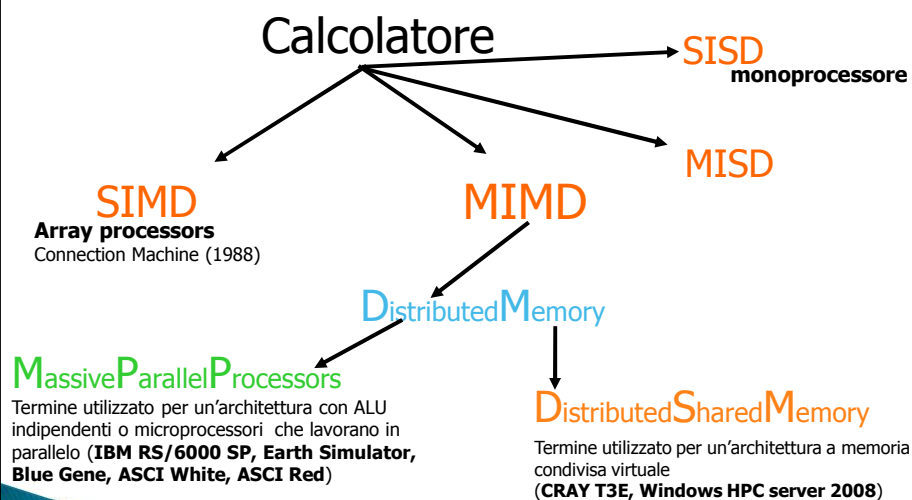 Calcolatore
SISD
monoprocessore
MISD
SIMD
Array processors
Connection Machine (1988)
MIMD
DistributedMemory
MassiveParallelProcessors
Termine utilizzato per un'architettura con ALU
indipendenti o microprocessori che lavorano in
parallelo (IBM RS/6000 SP, Earth Simulator,
Blue Gene, ASCI White, ASCI Red)
DistributedSharedMemory
Termine utilizzato per un'architettura a memoria
condivisa virtuale
(CRAY T3E, Windows HPC server 2008)